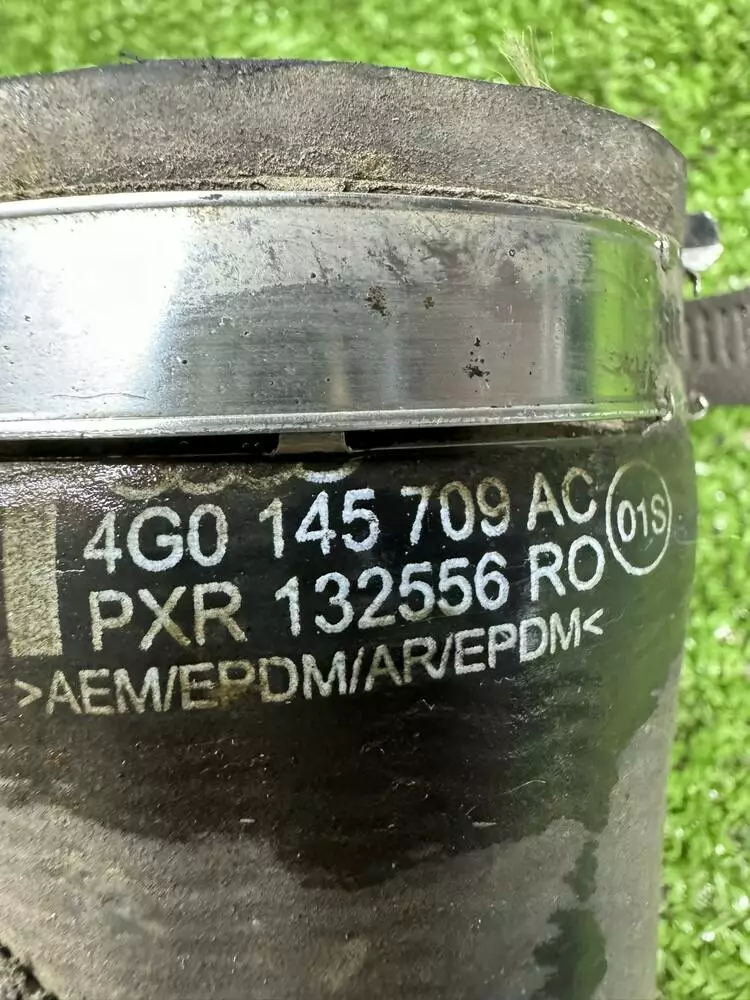 4G0 145 709 AC
01S
PXR 132556 RO
>AEM/EPDM/AR/EPDM<